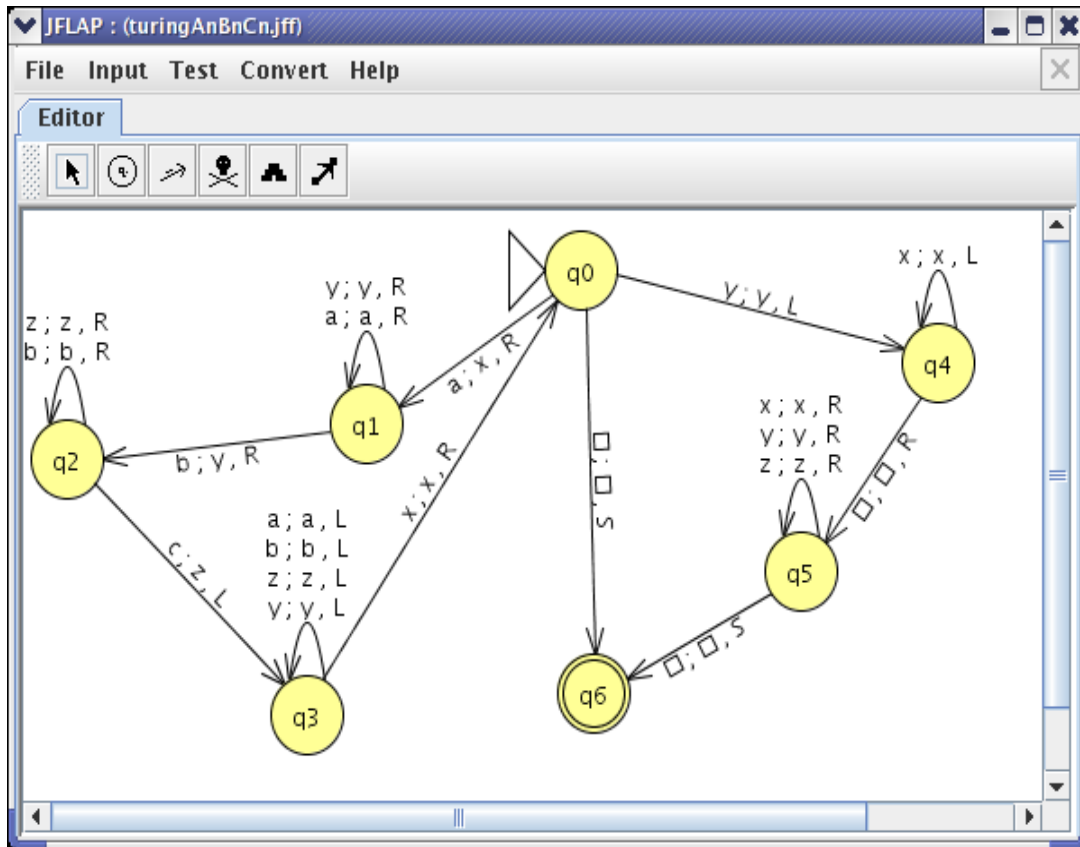 JFLAP : (turingAnBnCn.jff)
File Input Test Convert Help
Editor
q
q0
x ; x , L
y ; y , R
a ; a , R
z ; z , R
b ; b , R
y ; y , L
a ; x , R
q4
q1
x ; x , R
y ; y , R
z ; z , R
q2
b ; y , R
x ; x , R
□ ; □ , S
□ ; □ , R
a ; a , L
b ; b , L
z ; z , L
y ; y , L
c ; z , L
q5
□ ; □ , S
q6
q3